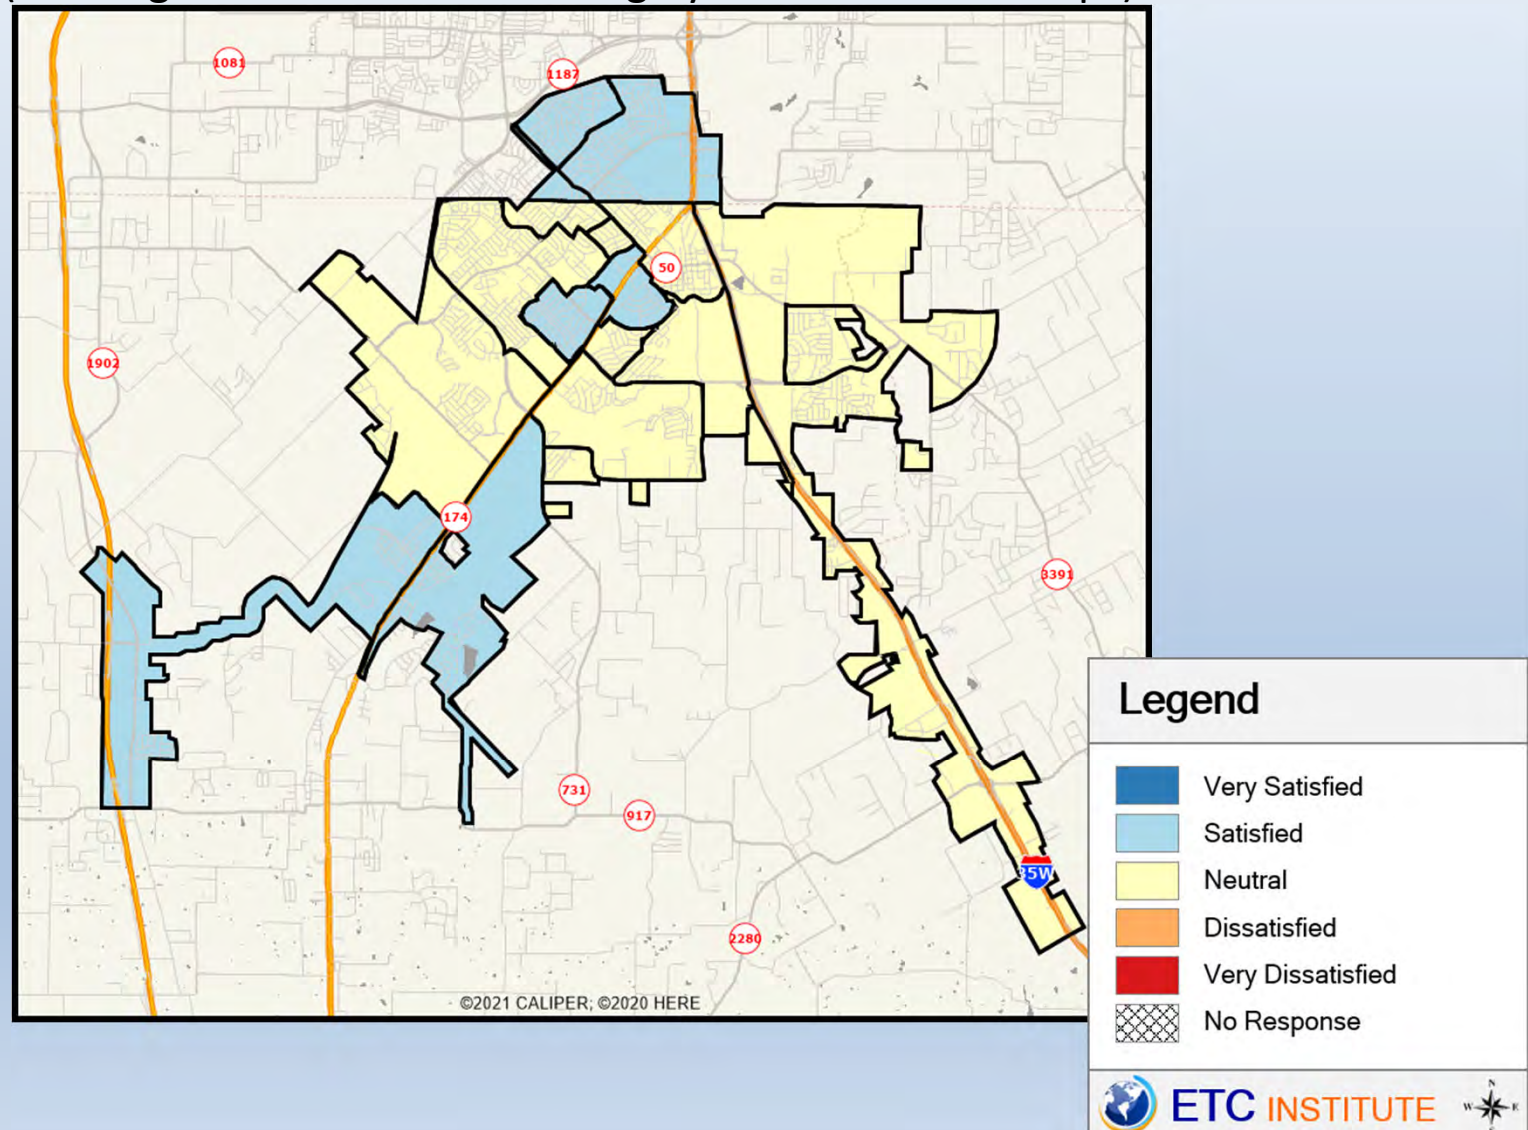 1081
1187
50
1902
174
3391
731
917
35W
2280
©2021 CALIPER; ©2020 HERE
Legend
Very Satisfied
Satisfied
Neutral
Dissatisfied
Very Dissatisfied
No Response
ETC INSTITUTE
N
W E